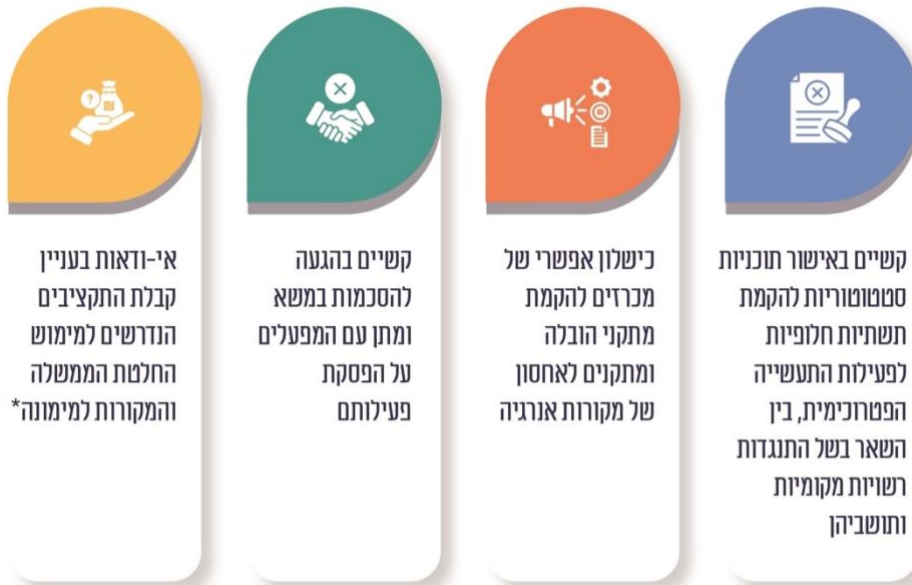 קשיים באישור תוכניות
סטטוטוריות להקמת
תשתיות חלופיות
לפעילות התעשייה
הפטרוכימית, בין
השאר בשל התנגדות
רשויות מקומיות
ותושביהן
כישלון אפשרי של
מכרזים להקמת
מתקני הובלה
ומתקנים לאחסון
של מקורות אנרגיה
קשיים בהגעה
להסכמות במשא
ומתן עם המפעלים
על הפסקת
פעילותם
אי-ודאות בעניין
קבלת התקציבים
הנדרשים למימוש
החלטת הממשלה
והמקורות למימונה*